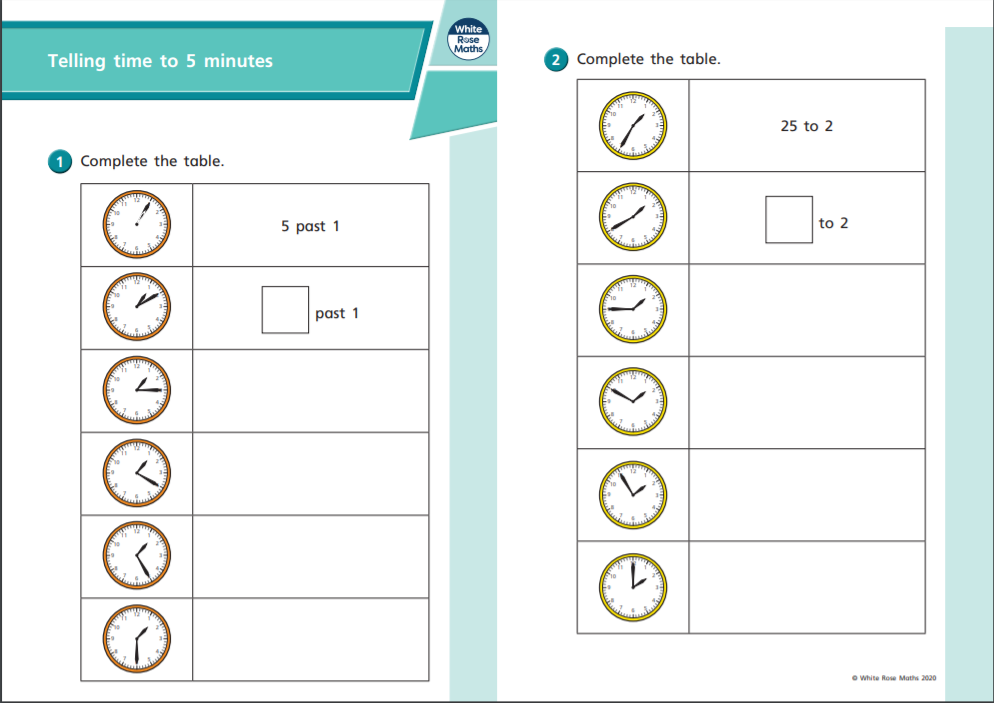 Telling time to 5 minutes
White
Rose
Maths
1 Complete the table.
5 past 1
past 1
2 Complete the table.
25 to 2
to 2
© White Rose Maths 2020